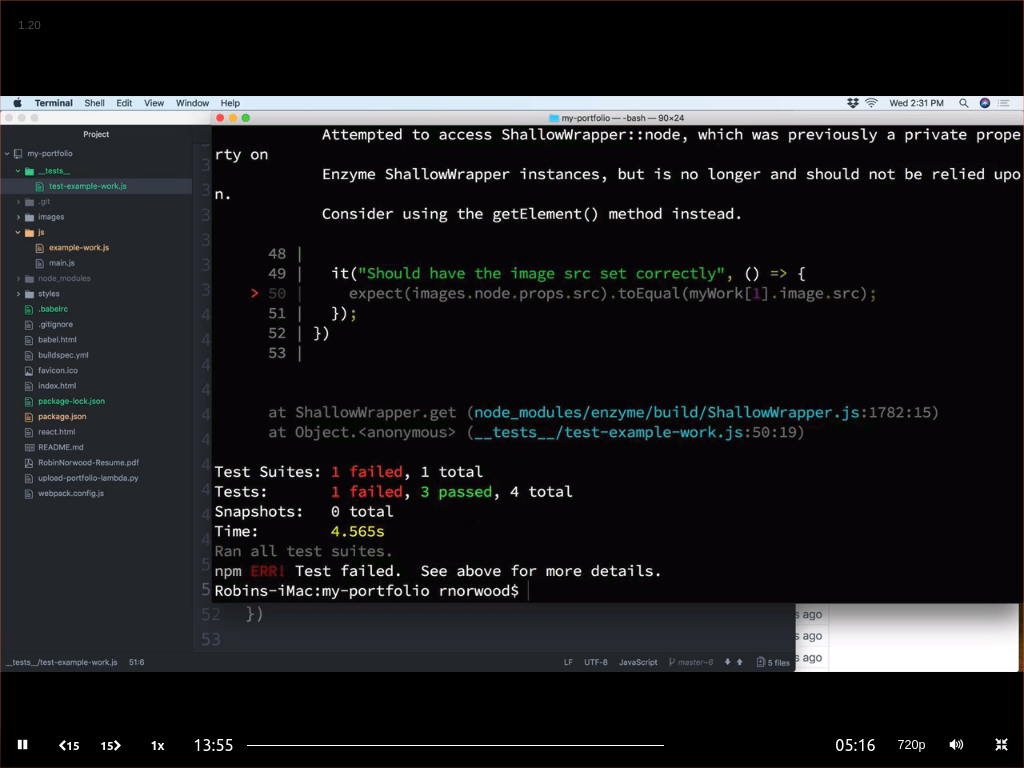 1.20
Terminal Shell Edit View Window Help
Wed 2:31 PM
Project
my-portfolio — -bash — 90×24
my-portfolio
__tests__
test-example-work.js
.git
images
js
example-work.js
main.js
node_modules
styles
.babelrc
.gitignore
babel.html
buildspec.yml
favicon.ico
index.html
package-lock.json
package.json
react.html
README.md
RobinNorwood-Resume.pdf
upload-portfolio-lambda.py
webpack.config.js
Attempted to access ShallowWrapper::node, which was previously a private prope
rty on
Enzyme ShallowWrapper instances, but is no longer and should not be relied upo
n.
Consider using the getElement() method instead.
48 |
49 | it("Should have the image src set correctly", () => {
> 50 | expect(images.node.props.src).toEqual(myWork[1].image.src);
51 | });
52 | })
53 |
at ShallowWrapper.get (node_modules/enzyme/build/ShallowWrapper.js:1782:15)
at Object.<anonymous> (__tests__/test-example-work.js:50:19)
Test Suites: 1 failed, 1 total
Tests: 1 failed, 3 passed, 4 total
Snapshots: 0 total
Time: 4.565s
Ran all test suites.
npm ERR! Test failed. See above for more details.
Robins-iMac:my-portfolio rnorwood$
52 })
53
s ago
s ago
s ago
__tests__/test-example-work.js 51:6
LF UTF-8 JavaScript master-6 5 files
15 15 1x 13:55 05:16 720p